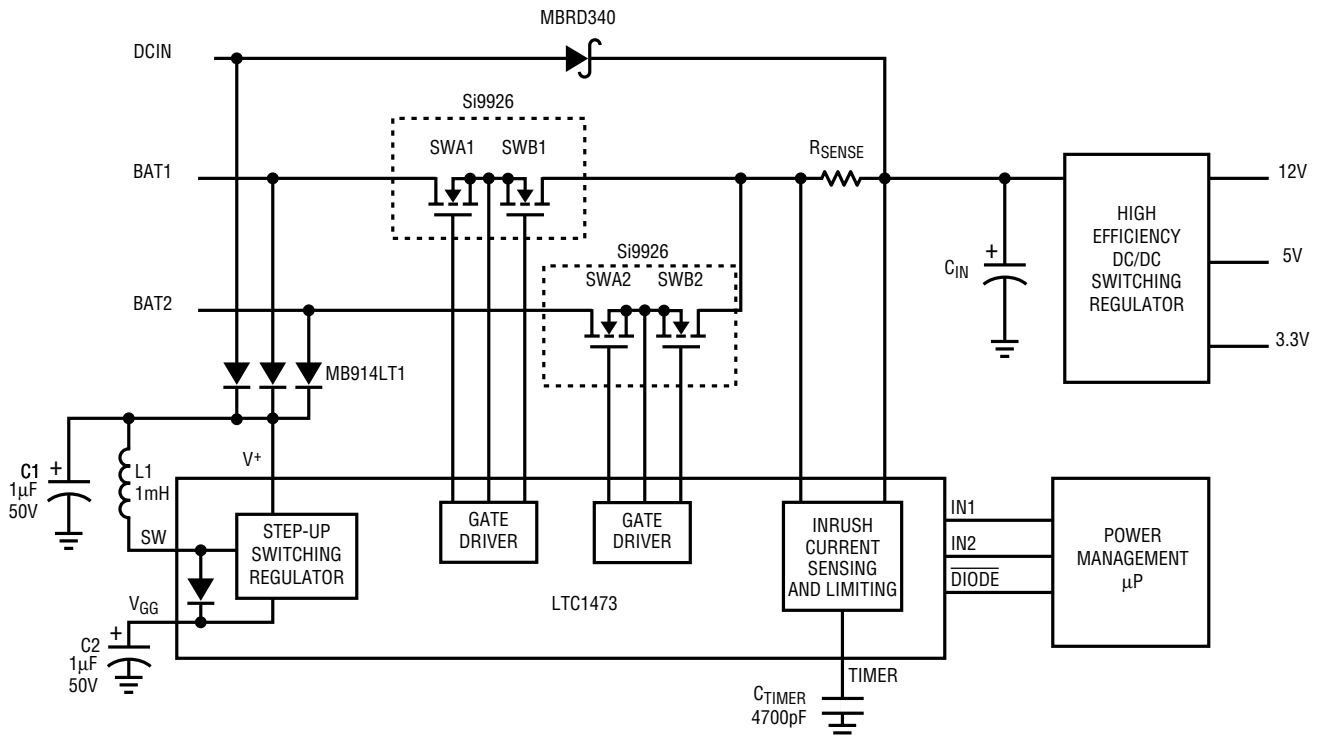 MBRD340
DCIN
Si9926
SWA1 SWB1
BAT1
RSENSE
12V
HIGH
EFFICIENCY
DC/DC
SWITCHING
REGULATOR
5V
3.3V
CIN
+
Si9926
SWA2 SWB2
BAT2
MB914LT1
C1
1µF
50V
+
L1
1mH
V+
SW
STEP-UP
SWITCHING
REGULATOR
GATE
DRIVER
GATE
DRIVER
INRUSH
CURRENT
SENSING
AND LIMITING
IN1
IN2
DIODE
POWER
MANAGEMENT
µP
LTC1473
VGG
C2
1µF
50V
+
TIMER
CTIMER
4700pF